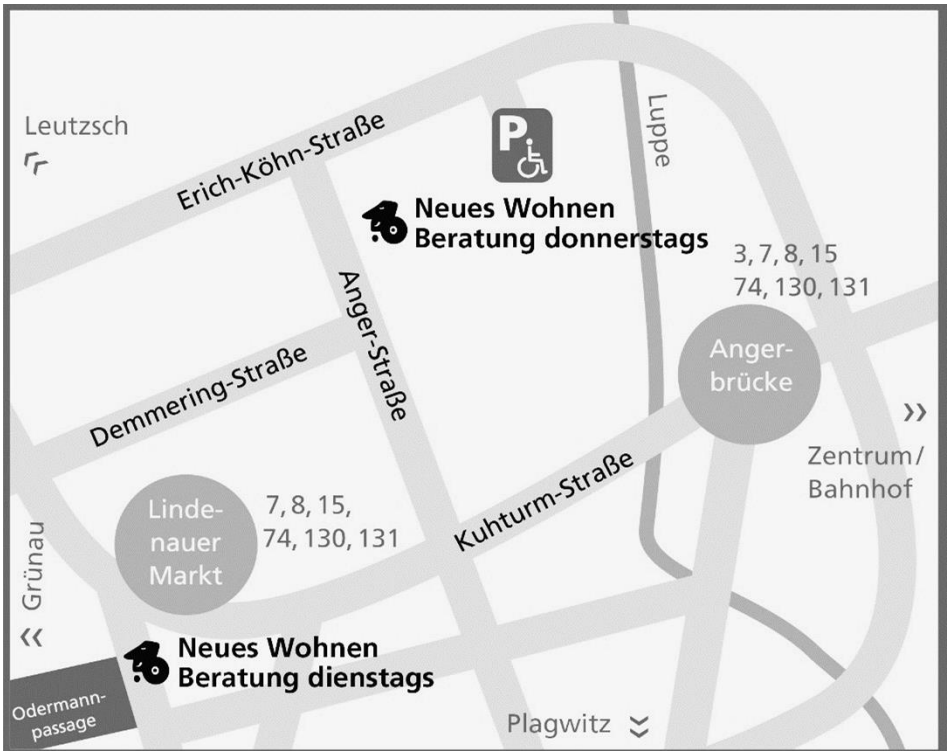 Leutzsch
Erich-Köhn-Straße
P
Luppe
Neues Wohnen
Beratung donnerstags
3, 7, 8, 15
74, 130, 131
Anger-Straße
Anger-
brücke
Demmering-Straße
Zentrum/
Bahnhof
Kuhturm-Straße
Linde-
nauer
Markt
7, 8, 15,
74, 130, 131
Grünau
Neues Wohnen
Beratung dienstags
Odermann-
passage
Plagwitz